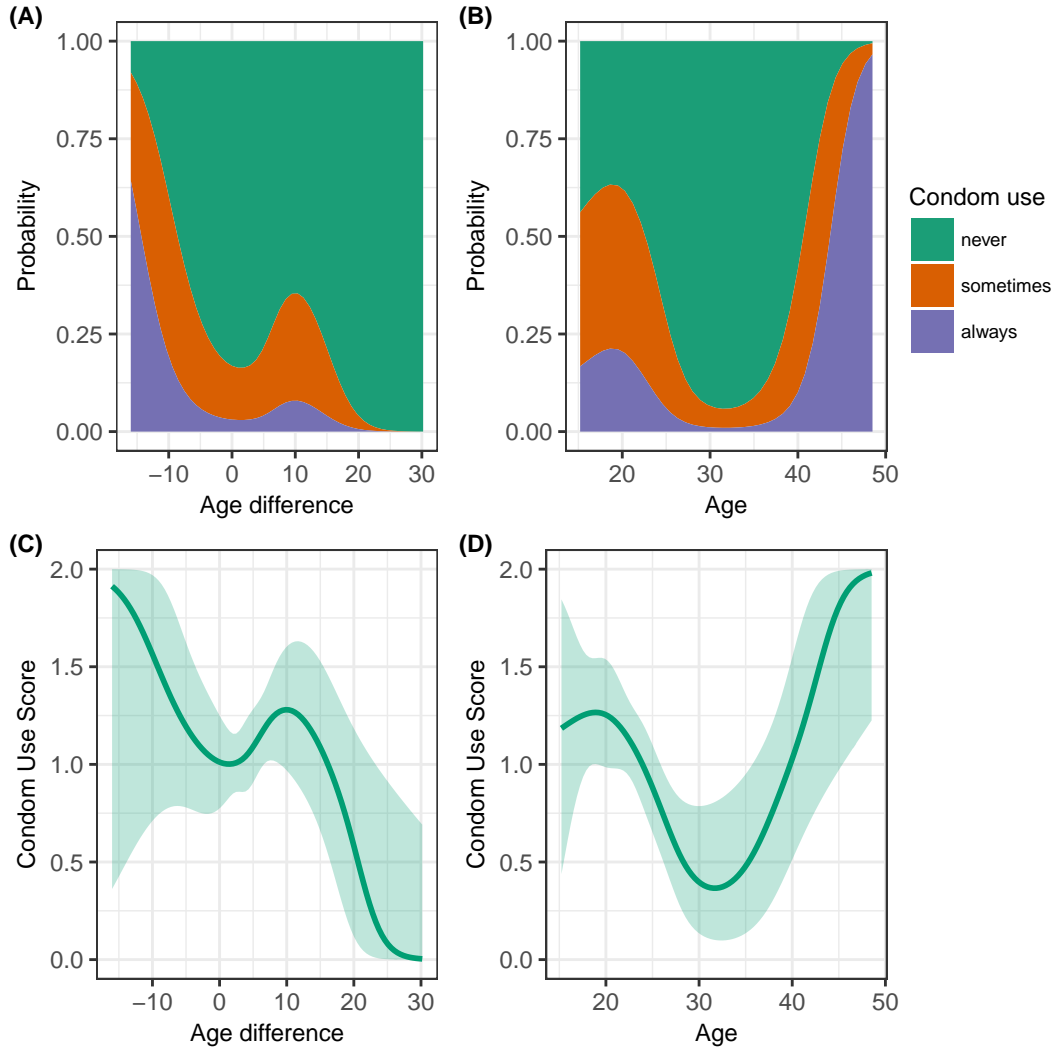 (A)
1.00
0.75
0.50
0.25
0.00
Probability
−10 0 10 20 30
Age difference
(B)
1.00
0.75
0.50
0.25
0.00
Probability
20 30 40 50
Age
Condom use
never
sometimes
always
(C)
2.0
1.5
1.0
0.5
0.0
Condom Use Score
−10 0 10 20 30
Age difference
(D)
2.0
1.5
1.0
0.5
0.0
Condom Use Score
20 30 40 50
Age